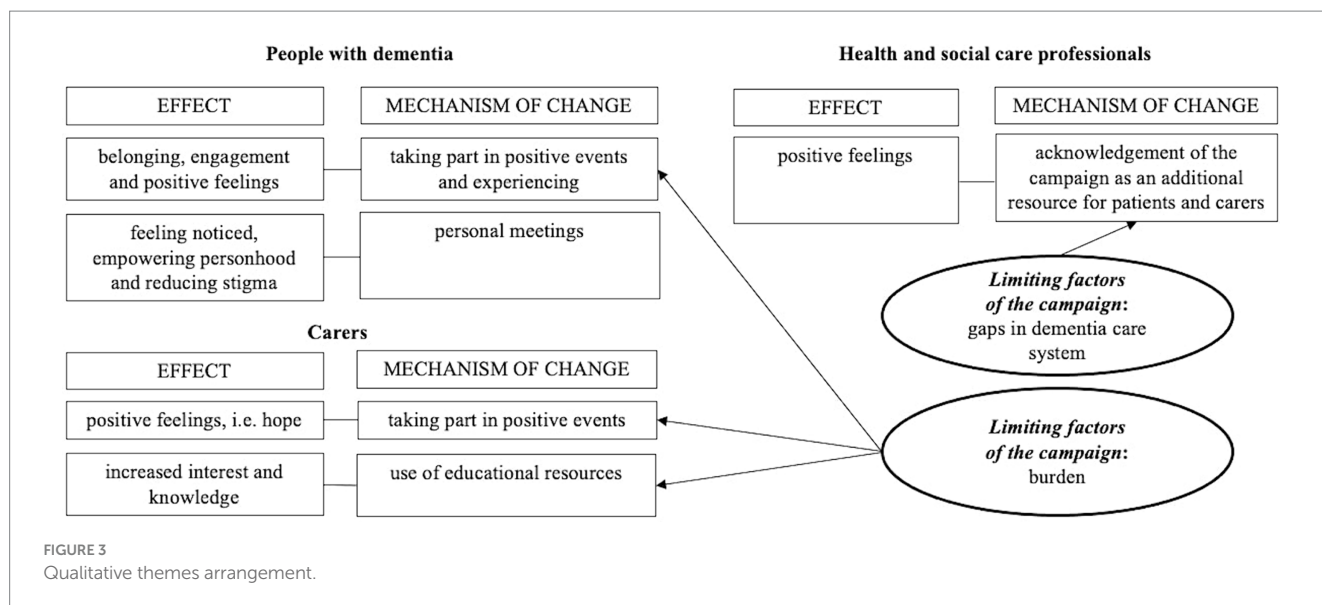 People with dementia
EFFECT
MECHANISM OF CHANGE
belonging, engagement
and positive feelings
taking part in positive events
and experiencing
feeling noticed,
empowering personhood
and reducing stigma
personal meetings
Carers
EFFECT
MECHANISM OF CHANGE
positive feelings, i.e. hope
taking part in positive events
increased interest and
knowledge
use of educational resources
Health and social care professionals
EFFECT
MECHANISM OF CHANGE
positive feelings
acknowledgement of the
campaign as an additional
resource for patients and carers
Limiting factors
of the campaign:
gaps in dementia care
system
Limiting factors
of the campaign:
burden
FIGURE 3
Qualitative themes arrangement.